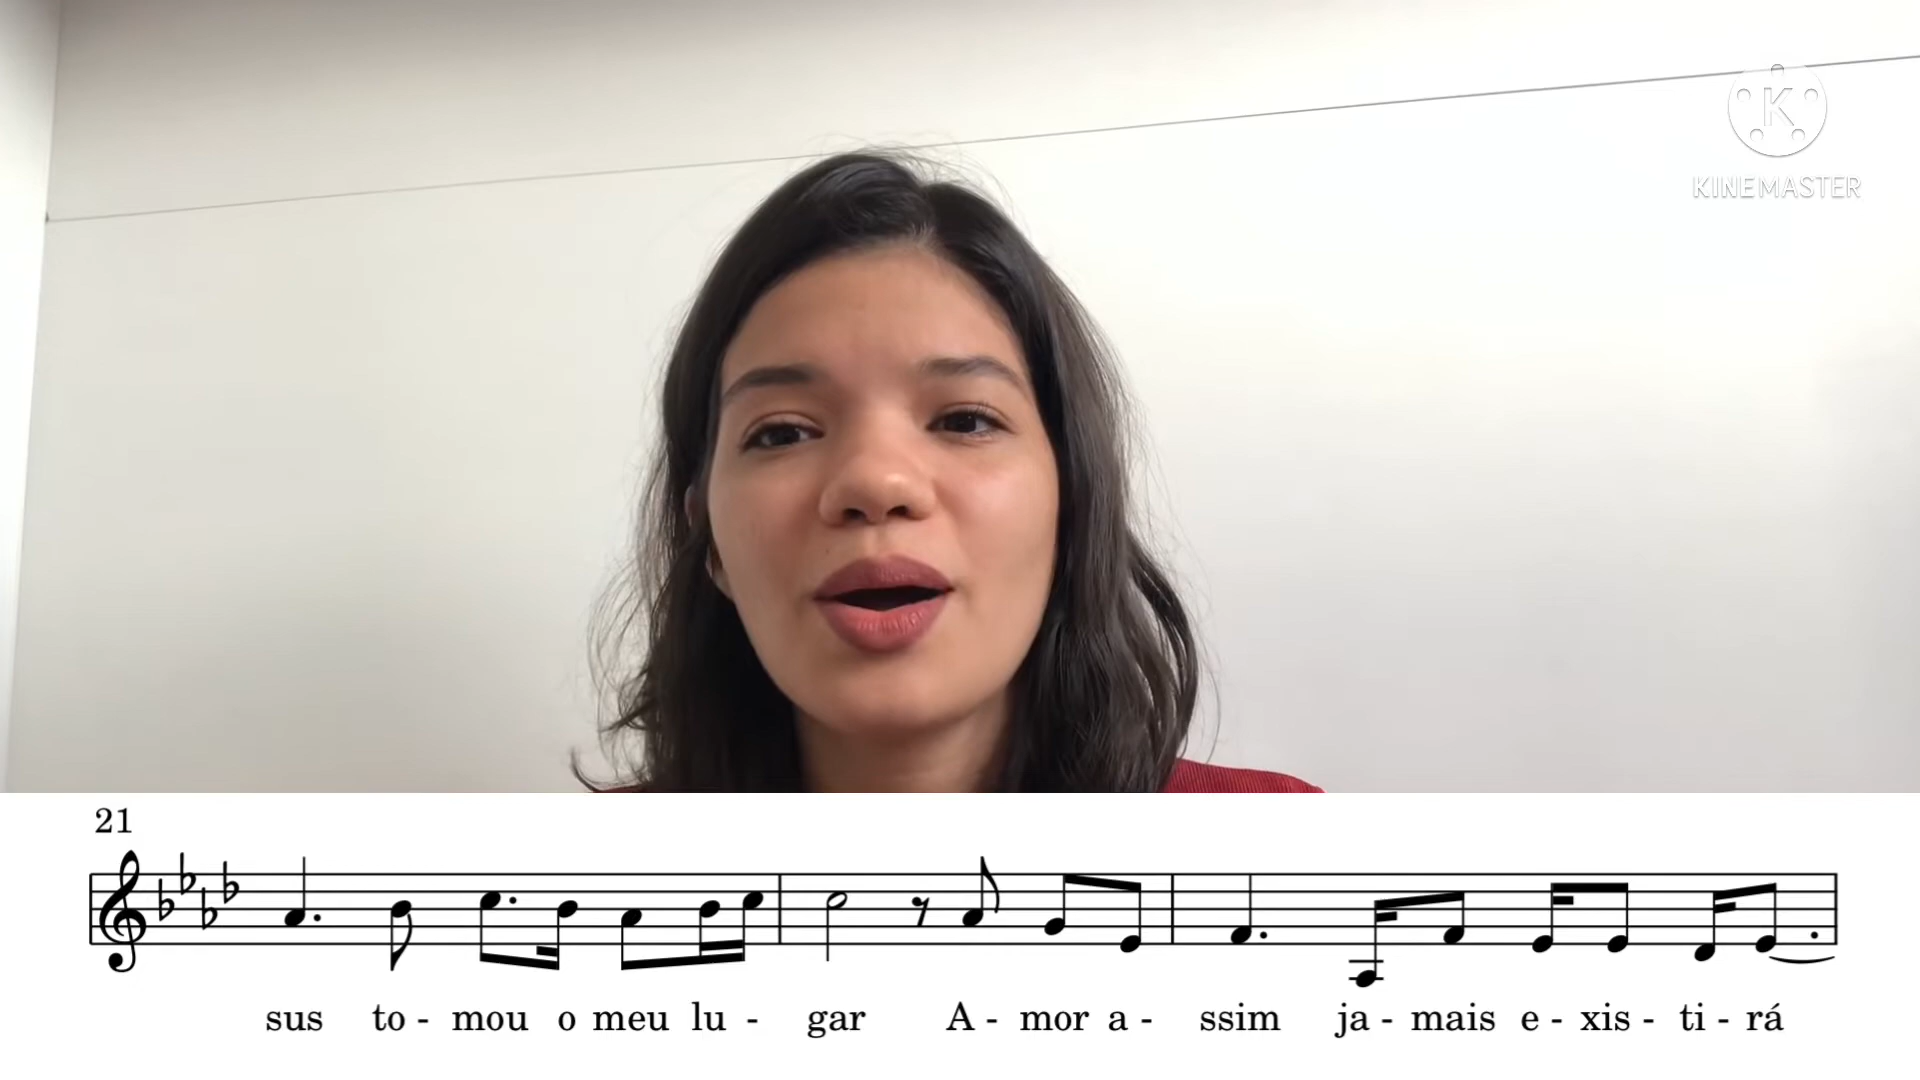 K
KINEMASTER
21
sus to - mou o meu lu - gar A - mor a - ssim ja - mais e - xis - ti - rá